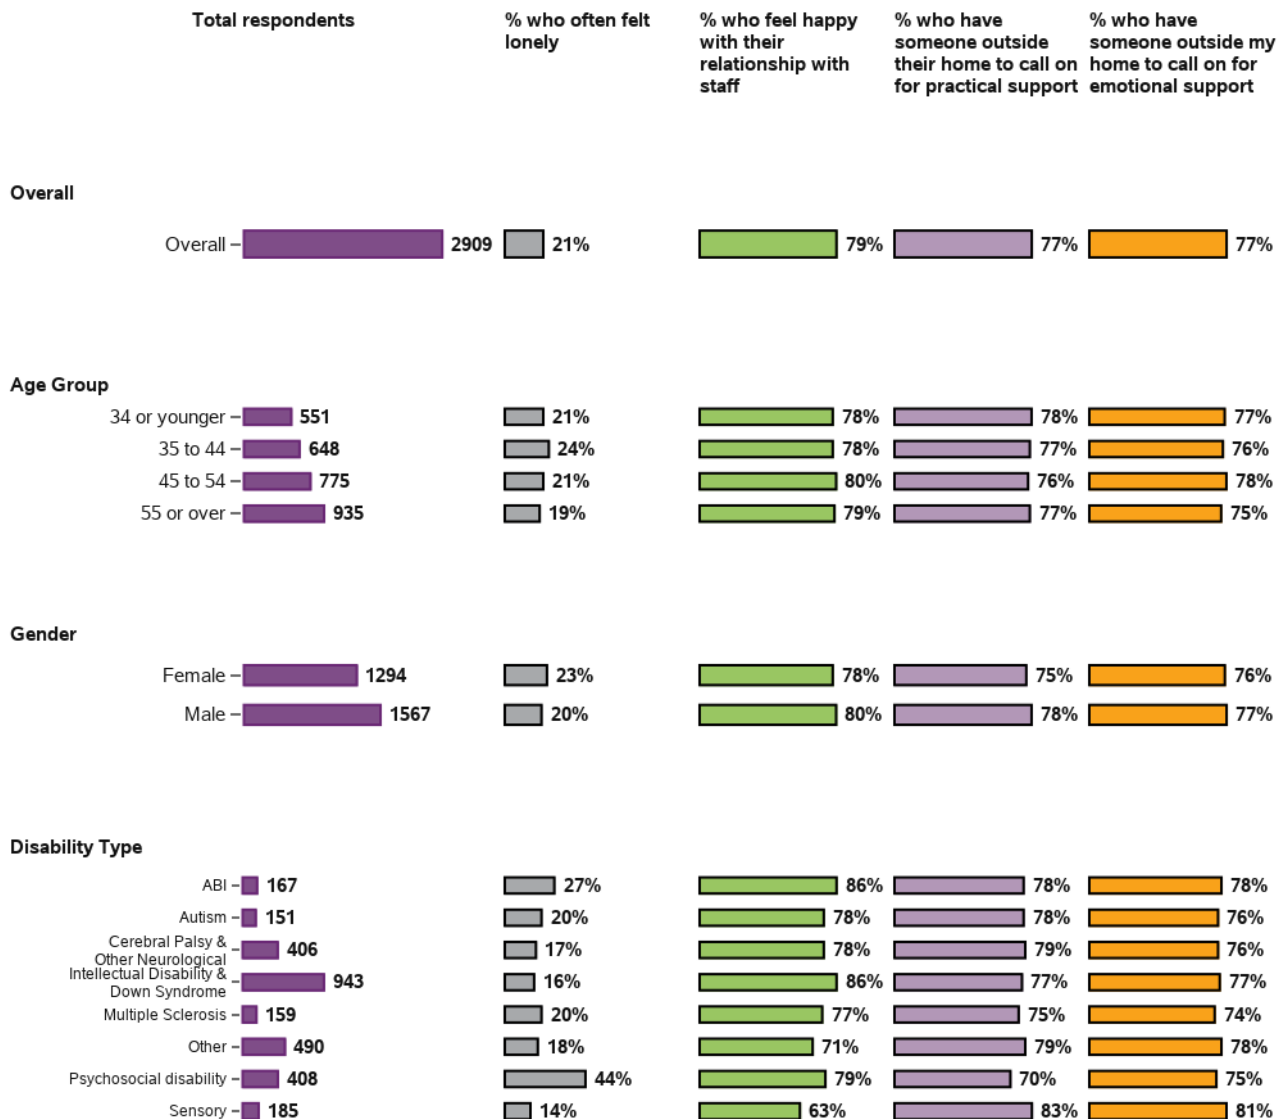 Total respondents
% who often felt
lonely
% who feel happy
with their
relationship with
staff
% who have
someone outside
their home to call on
for practical support
% who have
someone outside my
home to call on for
emotional support
Overall
Overall 2909 21% 79% 77% 77%
Age Group
34 or younger 551 21% 78% 78% 77%
35 to 44 648 24% 78% 77% 76%
45 to 54 775 21% 80% 76% 78%
55 or over 935 19% 79% 77% 75%
Gender
Female 1294 23% 78% 75% 76%
Male 1567 20% 80% 78% 77%
Disability Type
ABI 167 27% 86% 78% 78%
Autism 151 20% 78% 78% 76%
Cerebral Palsy &
Other Neurological 406 17% 78% 79% 76%
Intellectual Disability &
Down Syndrome 943 16% 86% 77% 77%
Multiple Sclerosis 159 20% 77% 75% 74%
Other 490 18% 71% 79% 78%
Psychosocial disability 408 44% 79% 70% 75%
Sensory 185 14% 63% 83% 81%